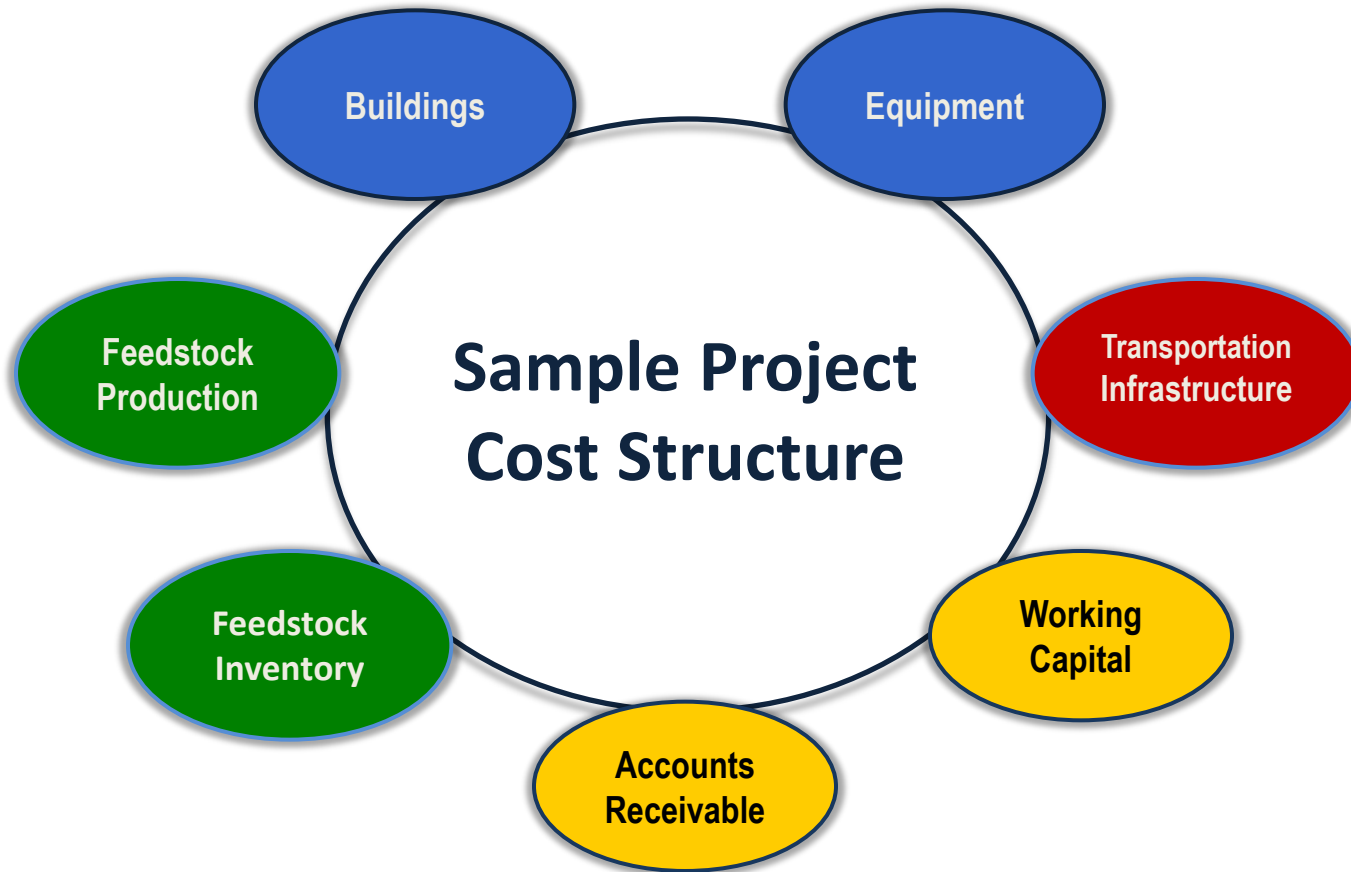 Buildings
Equipment
Feedstock
Production
Sample Project
Cost Structure
Transportation
Infrastructure
Feedstock
Inventory
Working
Capital
Accounts
Receivable